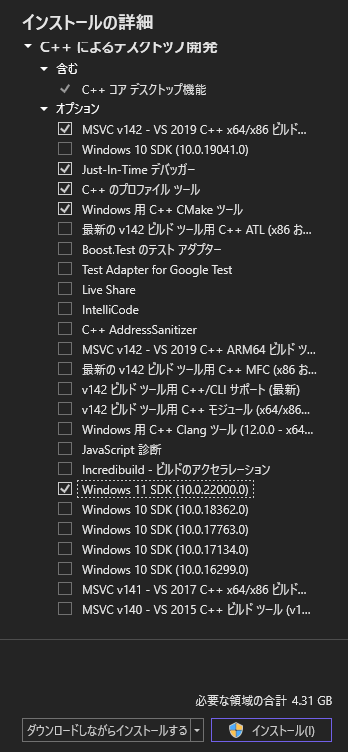 インストールの詳細
C++ によるデスクトップ開発
含む
C++ コア デスクトップ機能
オプション
MSVC v142 - VS 2019 C++ x64/x86 ビルド...
Windows 10 SDK (10.0.19041.0)
Just-In-Time デバッガー
C++ のプロファイル ツール
Windows 用 C++ CMake ツール
最新の v142 ビルド ツール用 C++ ATL (x86 お...
Boost.Test のテスト アダプター
Test Adapter for Google Test
Live Share
IntelliCode
C++ AddressSanitizer
MSVC v142 - VS 2019 C++ ARM64 ビルド ツ...
最新の v142 ビルド ツール用 C++ MFC (x86 お...
v142 ビルド ツール用 C++/CLI サポート (最新)
v142 ビルド ツール用 C++ モジュール (x64/x86...
Windows 用 C++ Clang ツール (12.0.0 - x64...
JavaScript 診断
Incredibuild - ビルドのアクセラレーション
Windows 11 SDK (10.0.22000.0)
Windows 10 SDK (10.0.18362.0)
Windows 10 SDK (10.0.17763.0)
Windows 10 SDK (10.0.17134.0)
Windows 10 SDK (10.0.16299.0)
MSVC v141 - VS 2017 C++ x64/x86 ビルド...
MSVC v140 - VS 2015 C++ ビルド ツール (v1...
必要な領域の合計 4.31 GB
ダウンロードしながらインストールする
インストール(I)